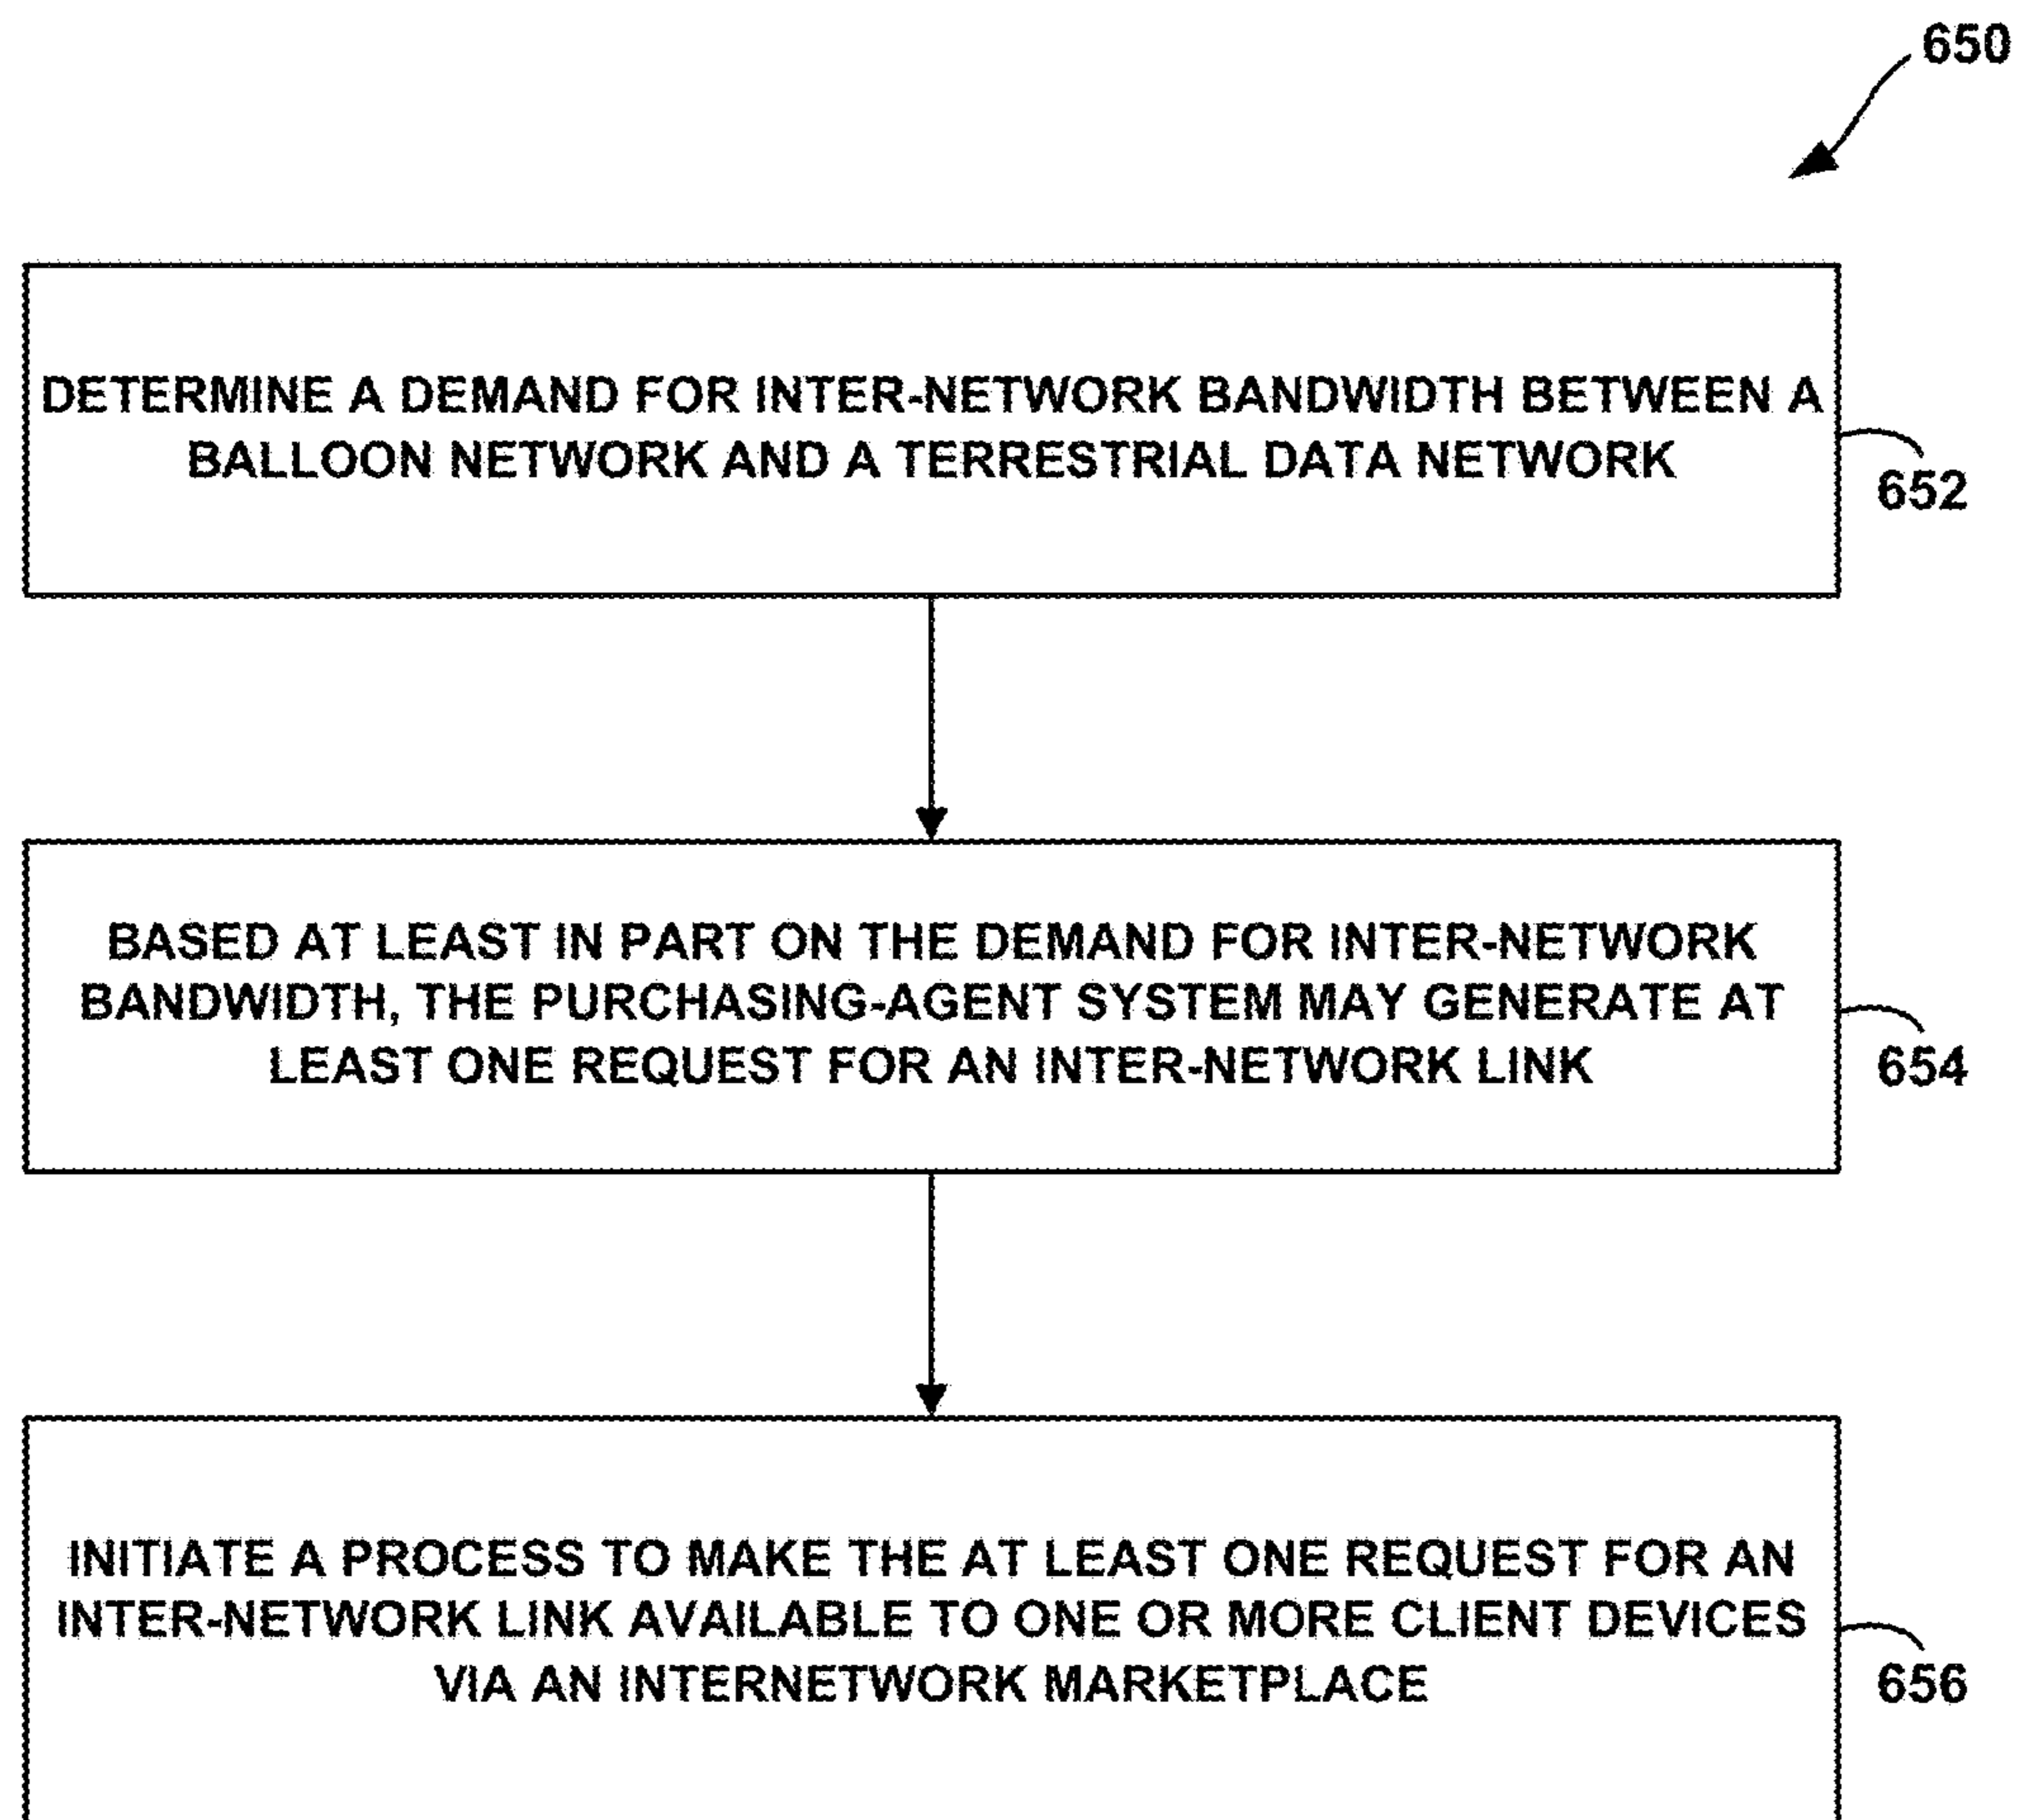 650
DETERMINE A DEMAND FOR INTER-NETWORK BANDWIDTH BETWEEN A
BALLOON NETWORK AND A TERRESTRIAL DATA NETWORK
652
BASED AT LEAST IN PART ON THE DEMAND FOR INTER-NETWORK
BANDWIDTH, THE PURCHASING-AGENT SYSTEM MAY GENERATE AT
LEAST ONE REQUEST FOR AN INTER-NETWORK LINK
654
INITIATE A PROCESS TO MAKE THE AT LEAST ONE REQUEST FOR AN
INTER-NETWORK LINK AVAILABLE TO ONE OR MORE CLIENT DEVICES
VIA AN INTERNETWORK MARKETPLACE
656